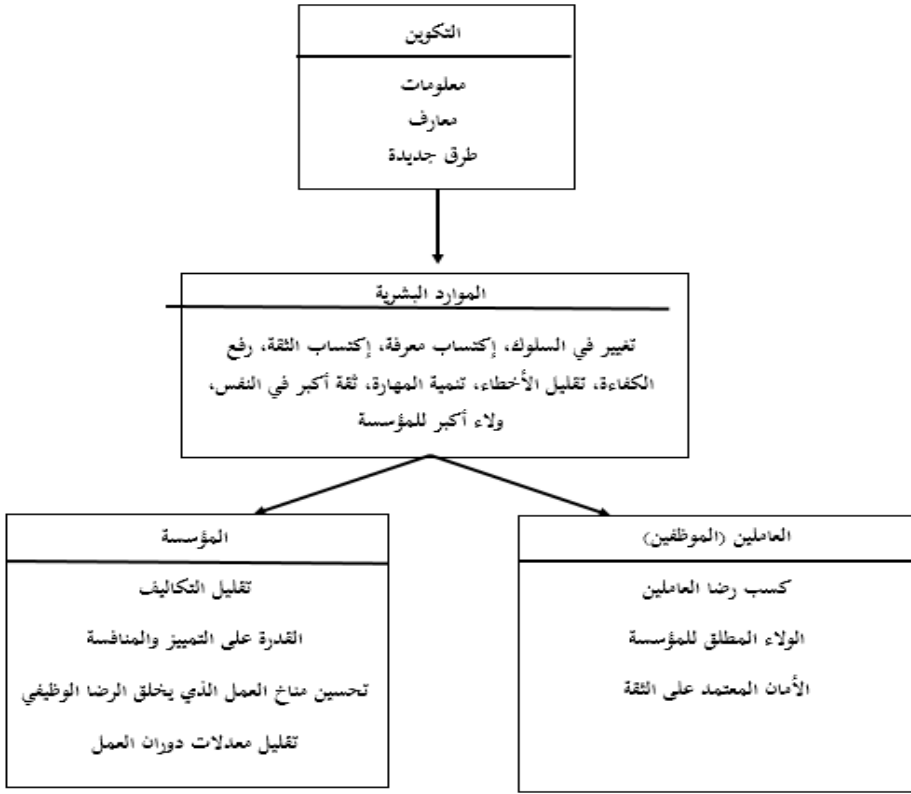 التكوين
معلومات
معارف
طرق جديدة
الموارد البشرية
تغيير في السلوك، إكتساب معرفة، إكتساب الثقة، رفع
الكفاءة، تقليل الأخطاء، تنمية المهارة، ثقة أكبر في النفس،
ولاء أكبر للمؤسسة
العاملين (الموظفين)
كسب رضا العاملين
الولاء المطلق للمؤسسة
الأمان المعتمد على الثقة
المؤسسة
تقليل التكاليف
القدرة على التمييز والمنافسة
تحسين مناخ العمل الذي يخلق الرضا الوظيفي
تقليل معدلات دوران العمل